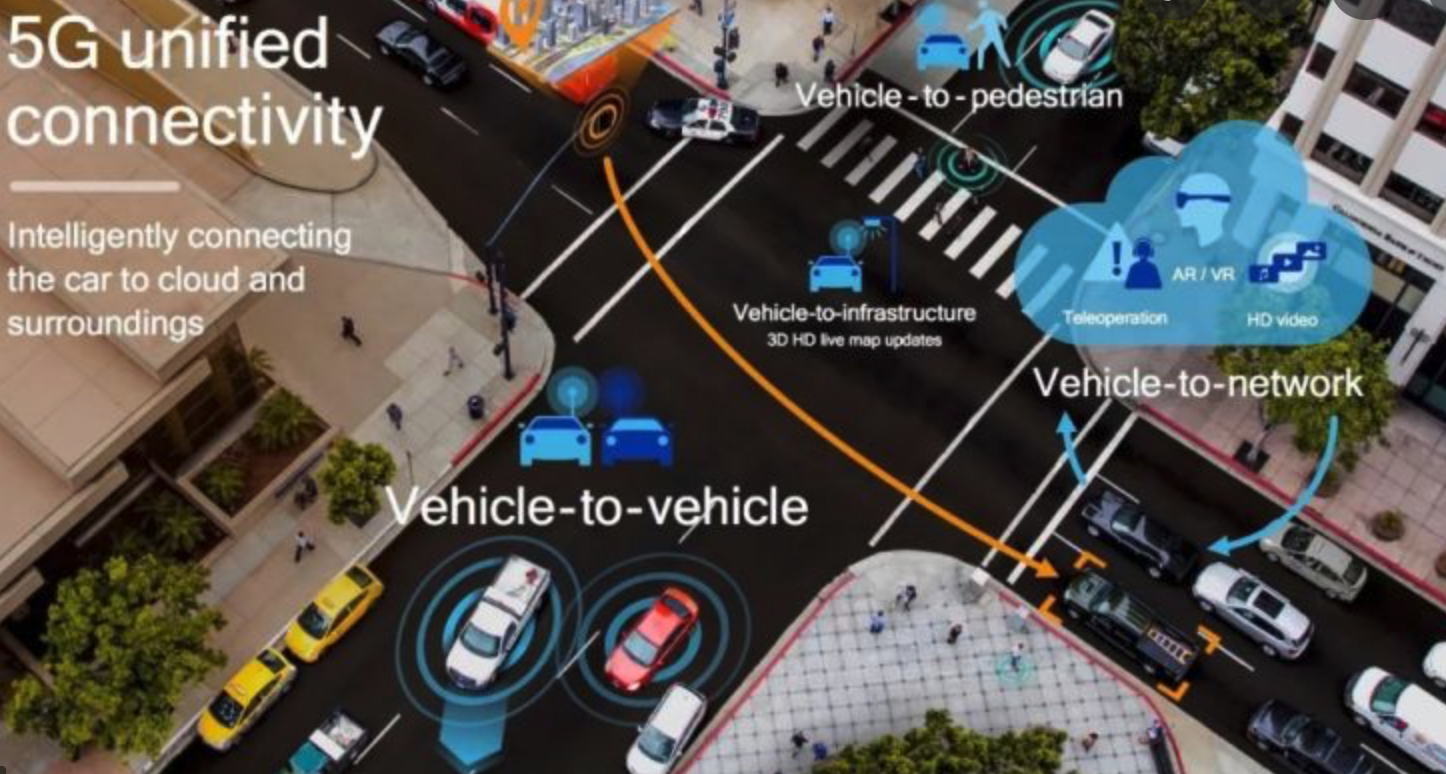 5G unified
connectivity
Intelligently connecting
the car to cloud and
surroundings
Vehicle-to-pedestrian
Vehicle-to-infrastructure
3D HD live map updates
!
AR / VR
Teleoperation
HD video
Vehicle-to-network
Vehicle-to-vehicle